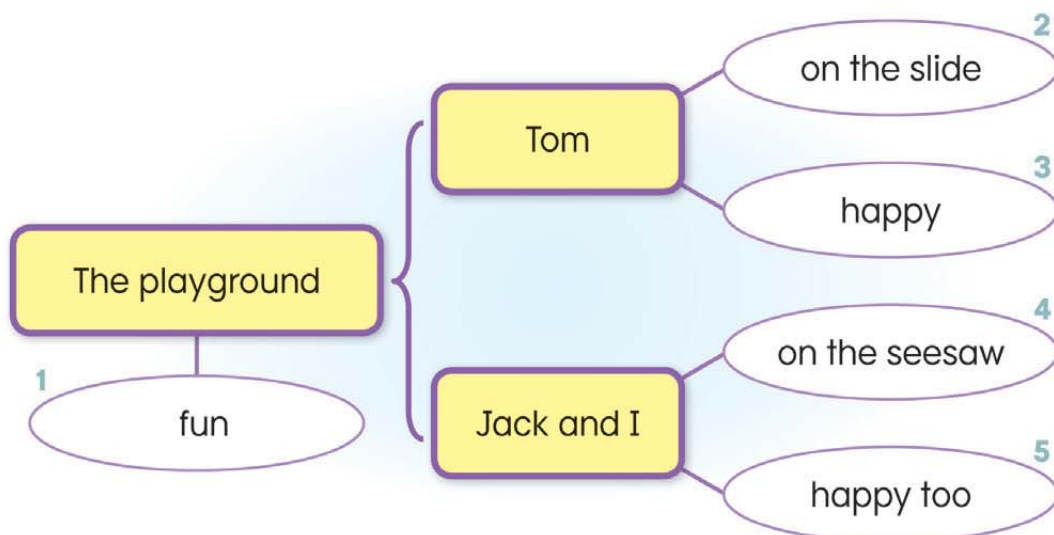 The playground
1
fun
Tom
2
on the slide
3
happy
Jack and I
4
on the seesaw
5
happy too